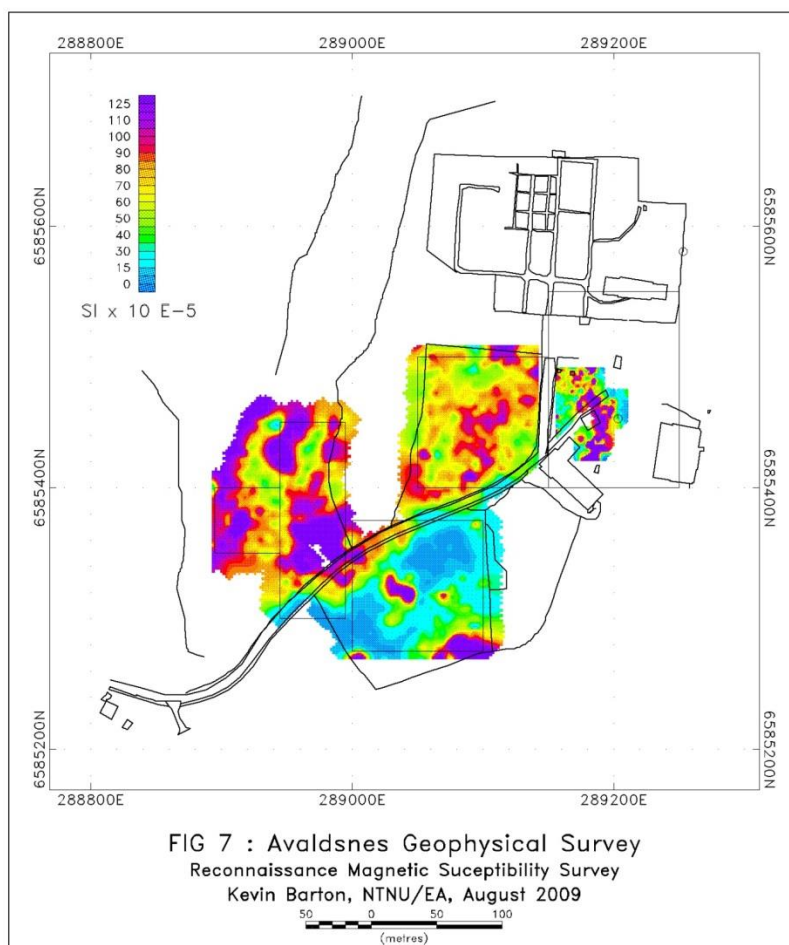 288800E 289000E 289200E
125
110
100
90
80
70
60
50
40
30
15
0
SI x 10 E-5
6585600N 6585600N
6585400N 6585400N
6585200N 6585200N
288800E 289000E 289200E
FIG 7 : Avaldsnes Geophysical Survey
Reconnaissance Magnetic Suceptibility Survey
Kevin Barton, NTNU/EA, August 2009
50 0 50 100
(metres)